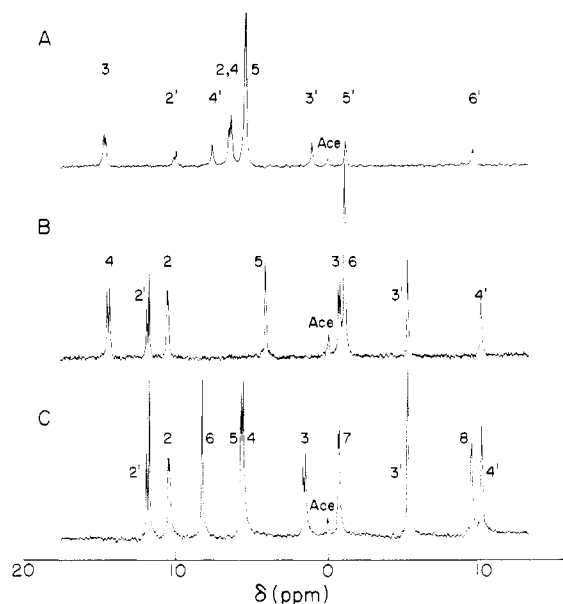 A
3 2' 4' 2,4 5 3' Ace 5' 6'
B
4 2' 2 5 Ace 3 6 3' 4'
C
2' 2 6 5 4 3 Ace 7 3' 8 4'
20 10 0 10
δ (ppm)